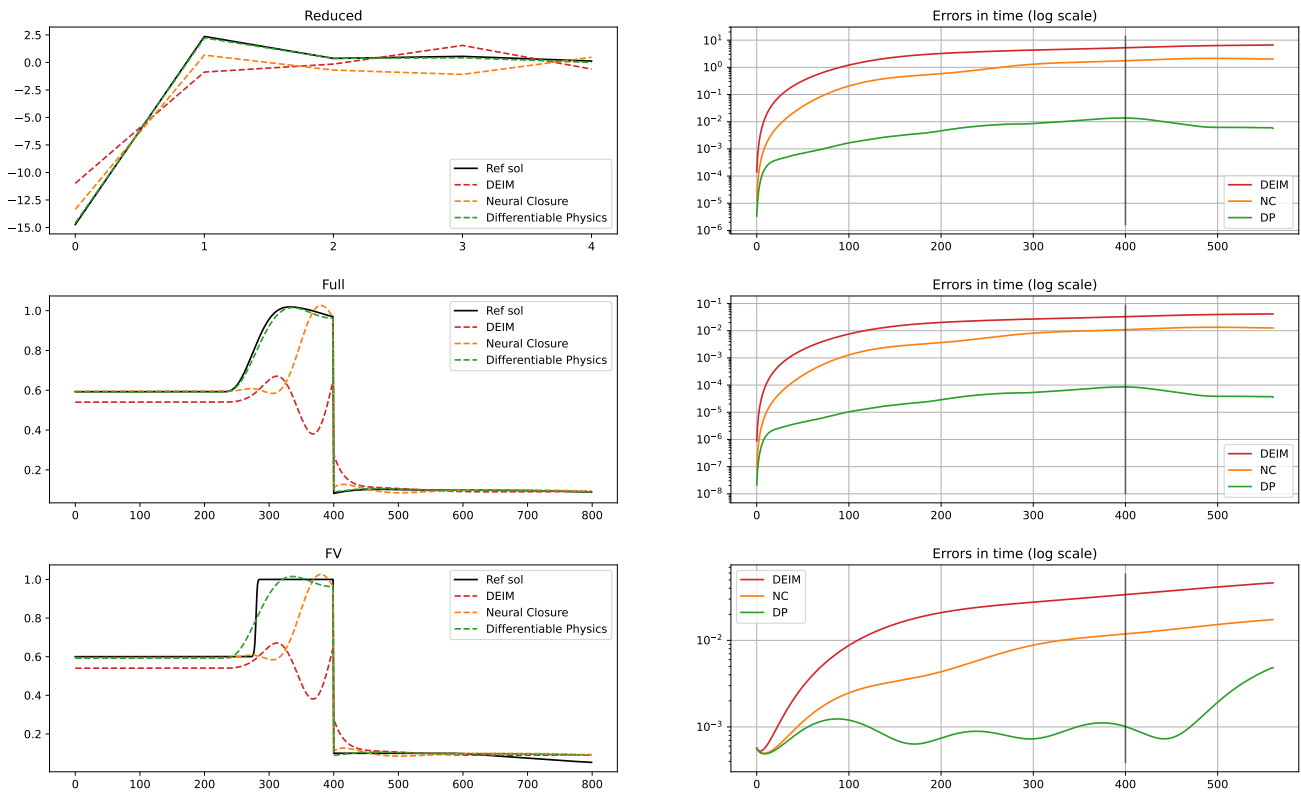 Reduced
2.5
0.0
−2.5
−5.0
−7.5
−10.0
−12.5
−15.0
0 1 2 3 4
Ref sol
DEIM
Neural Closure
Differentiable Physics
Errors in time (log scale)
10^1
10^0
10^−1
10^−2
10^−3
10^−4
10^−5
10^−6
0 100 200 300 400 500
DEIM
NC
DP
Full
1.0
0.8
0.6
0.4
0.2
0 100 200 300 400 500 600 700 800
Ref sol
DEIM
Neural Closure
Differentiable Physics
Errors in time (log scale)
10^−1
10^−2
10^−3
10^−4
10^−5
10^−6
10^−7
10^−8
0 100 200 300 400 500
DEIM
NC
DP
FV
1.0
0.8
0.6
0.4
0.2
0 100 200 300 400 500 600 700 800
Ref sol
DEIM
Neural Closure
Differentiable Physics
Errors in time (log scale)
10^−2
10^−3
0 100 200 300 400 500
DEIM
NC
DP